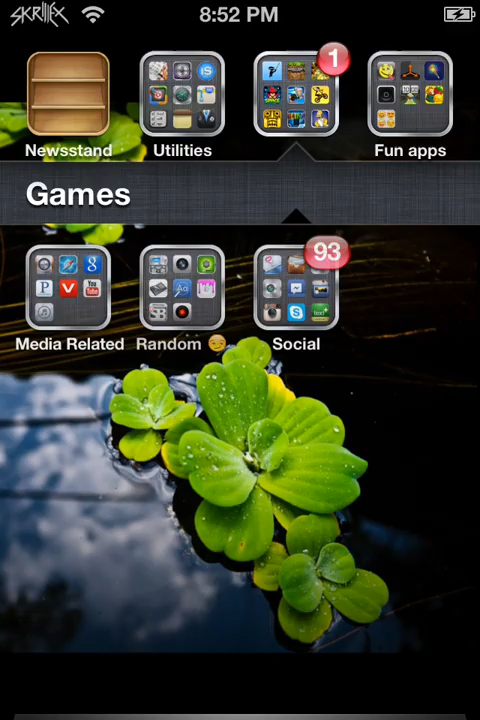 SKRILLEX 8:52 PM
1
Newsstand Utilities Fun apps
Games
93
Media Related Random 😏 Social